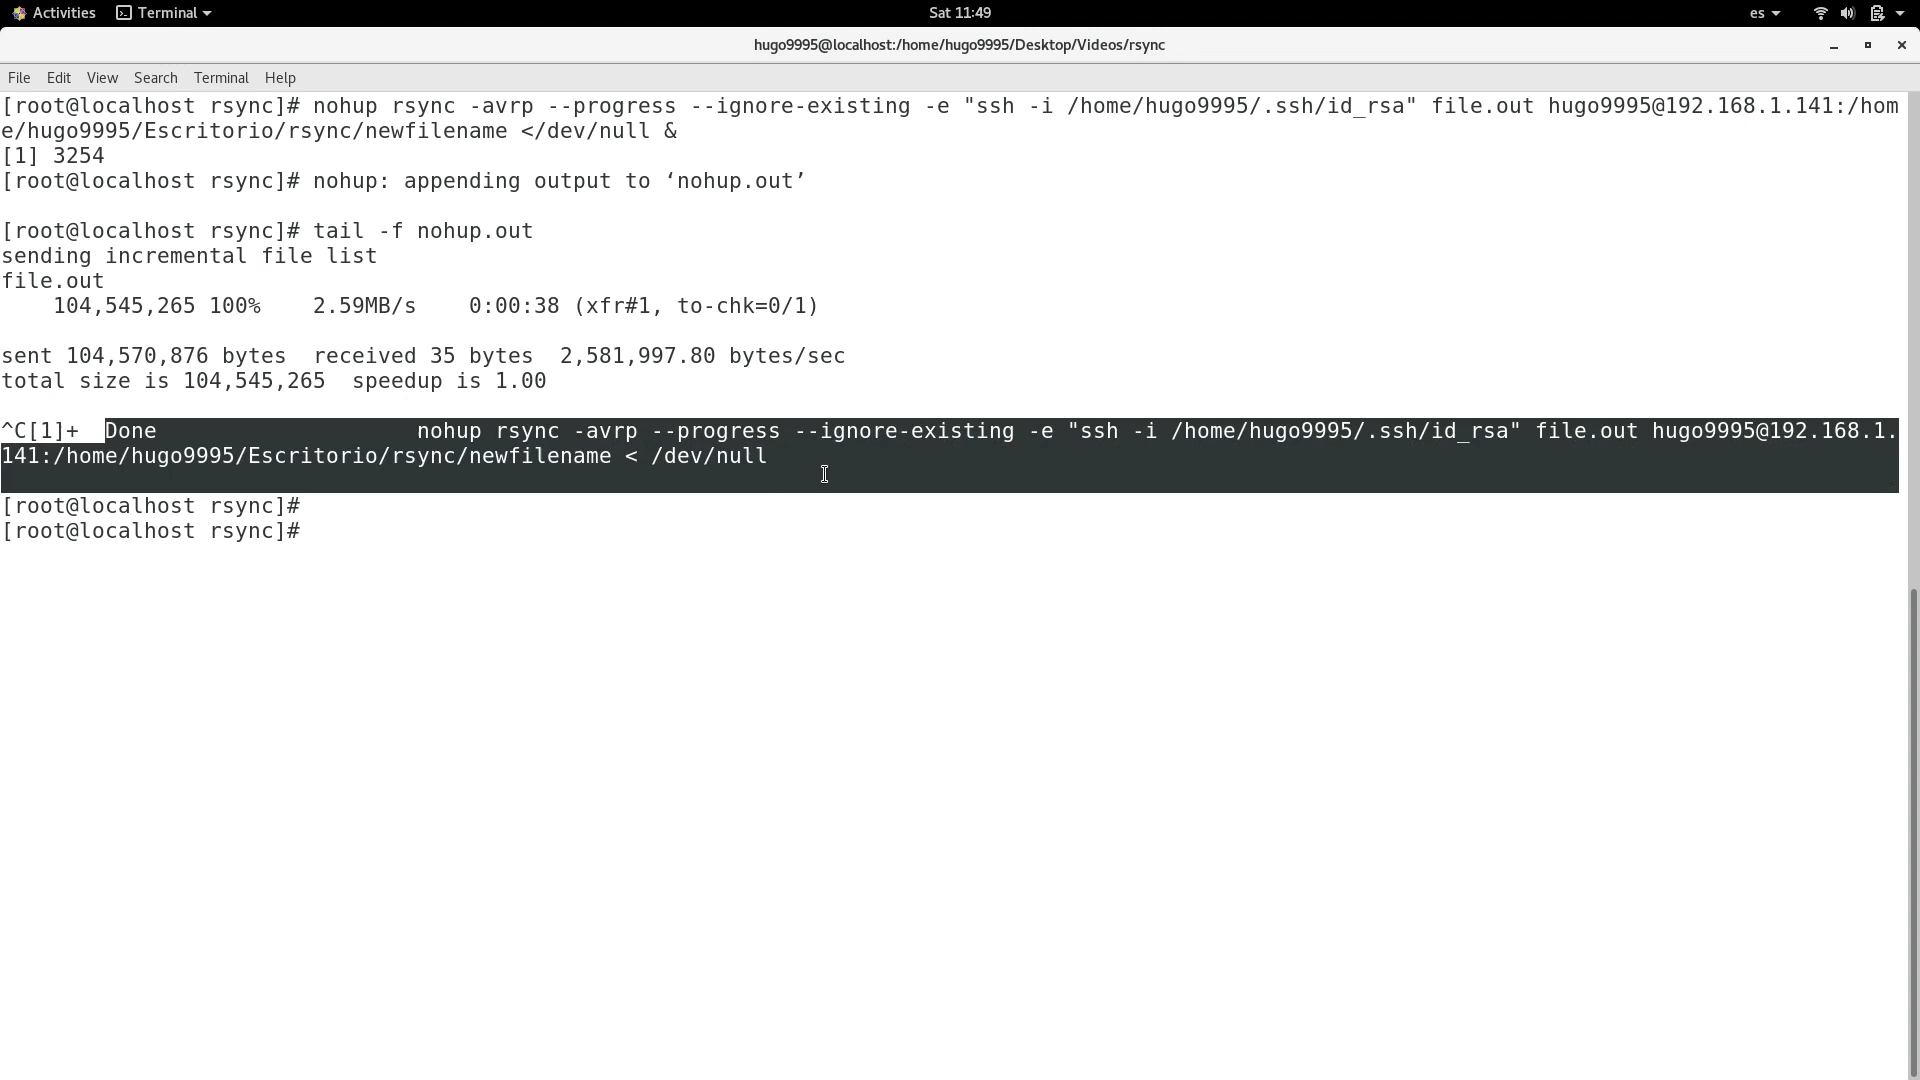 Activities Terminal Sat 11:49 es
hugo9995@localhost:/home/hugo9995/Desktop/Videos/rsync
File Edit View Search Terminal Help
[root@localhost rsync]# nohup rsync -avrp --progress --ignore-existing -e "ssh -i /home/hugo9995/.ssh/id_rsa" file.out hugo9995@192.168.1.141:/hom
e/hugo9995/Escritorio/rsync/newfilename </dev/null &
[1] 3254
[root@localhost rsync]# nohup: appending output to ‘nohup.out’
[root@localhost rsync]# tail -f nohup.out
sending incremental file list
file.out
    104,545,265 100%    2.59MB/s    0:00:38 (xfr#1, to-chk=0/1)
sent 104,570,876 bytes  received 35 bytes  2,581,997.80 bytes/sec
total size is 104,545,265  speedup is 1.00
^C[1]+  Done                    nohup rsync -avrp --progress --ignore-existing -e "ssh -i /home/hugo9995/.ssh/id_rsa" file.out hugo9995@192.168.1.
141:/home/hugo9995/Escritorio/rsync/newfilename < /dev/null
[root@localhost rsync]#
[root@localhost rsync]#